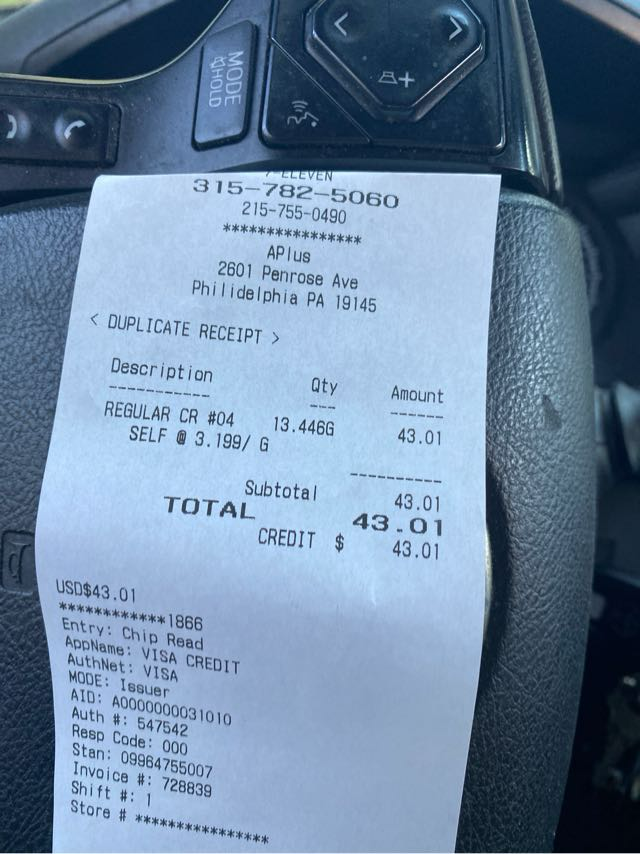 MODE
HOLD
7-ELEVEN
315-782-5060
215-755-0490
****************
APlus
2601 Penrose Ave
Philidelphia PA 19145
< DUPLICATE RECEIPT >
Description Qty Amount
----------- --- ------
REGULAR CR #04 13.446G 43.01
SELF @ 3.199/ G
----------
Subtotal 43.01
TOTAL 43.01
CREDIT $ 43.01
USD$43.01
************1866
Entry: Chip Read
AppName: VISA CREDIT
AuthNet: VISA
MODE: Issuer
AID: A0000000031010
Auth #: 547542
Resp Code: 000
Stan: 09964755007
Invoice #: 728839
Shift #: 1
Store # ****************